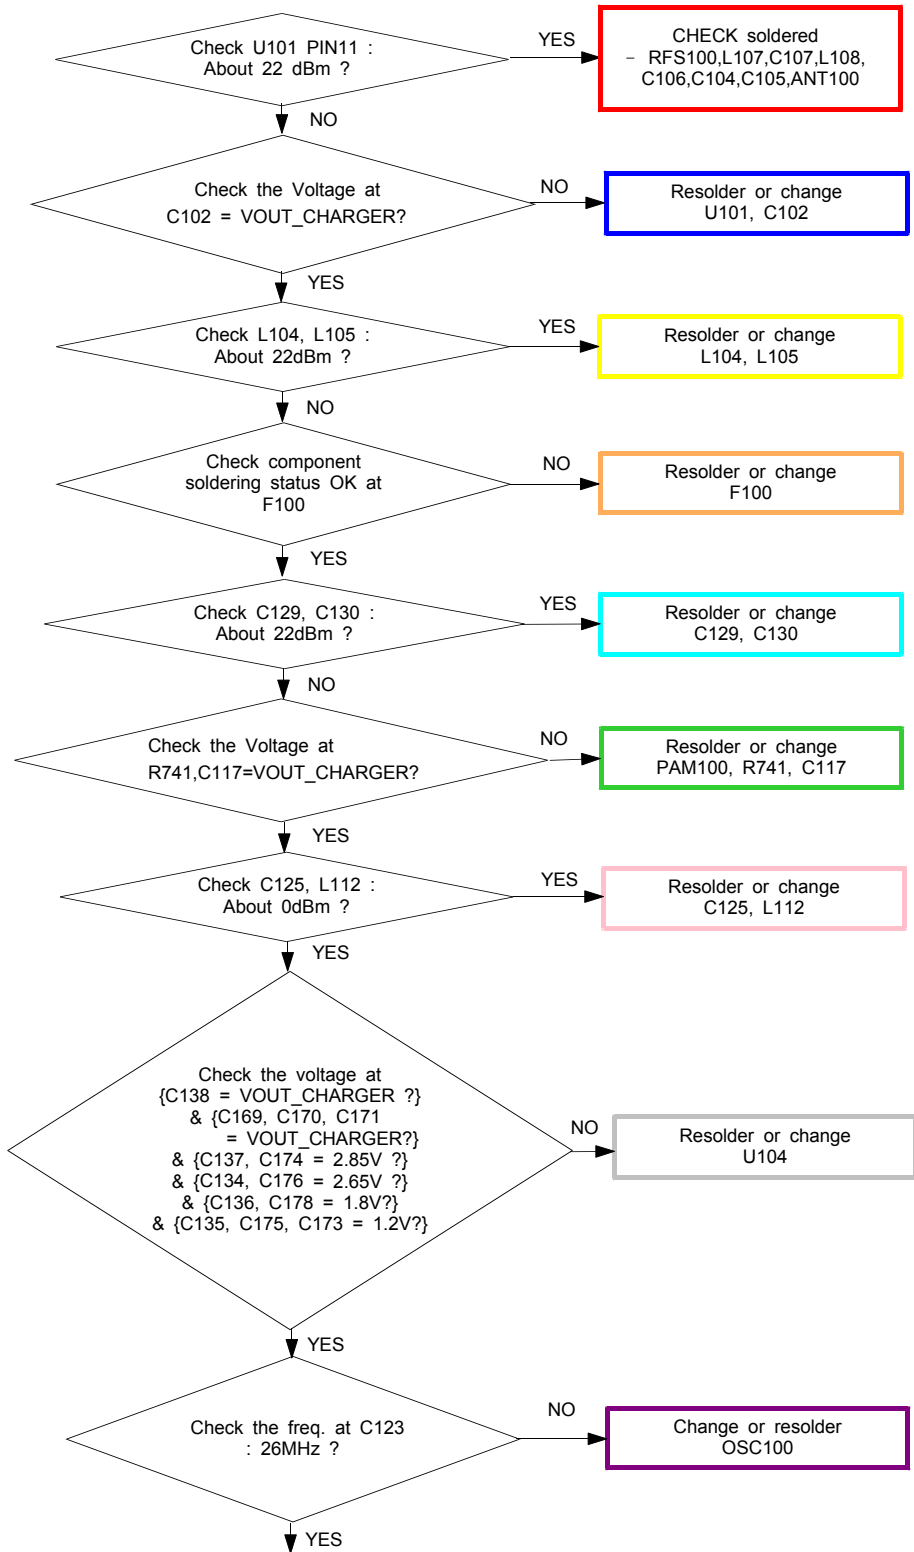 Check U101 PIN11 :
About 22 dBm ?
YES
CHECK soldered
- RFS100,L107,C107,L108,
C106,C104,C105,ANT100
NO
Check the Voltage at
C102 = VOUT_CHARGER?
NO
Resolder or change
U101, C102
YES
Check L104, L105 :
About 22dBm ?
YES
Resolder or change
L104, L105
NO
Check component
soldering status OK at
F100
NO
Resolder or change
F100
YES
Check C129, C130 :
About 22dBm ?
YES
Resolder or change
C129, C130
NO
Check the Voltage at
R741,C117=VOUT_CHARGER?
NO
Resolder or change
PAM100, R741, C117
YES
Check C125, L112 :
About 0dBm ?
YES
Resolder or change
C125, L112
YES
Check the voltage at
{C138 = VOUT_CHARGER ?}
& {C169, C170, C171
= VOUT_CHARGER?}
& {C137, C174 = 2.85V ?}
& {C134, C176 = 2.65V ?}
& {C136, C178 = 1.8V?}
& {C135, C175, C173 = 1.2V?}
NO
Resolder or change
U104
YES
Check the freq. at C123
: 26MHz ?
NO
Change or resolder
OSC100
YES